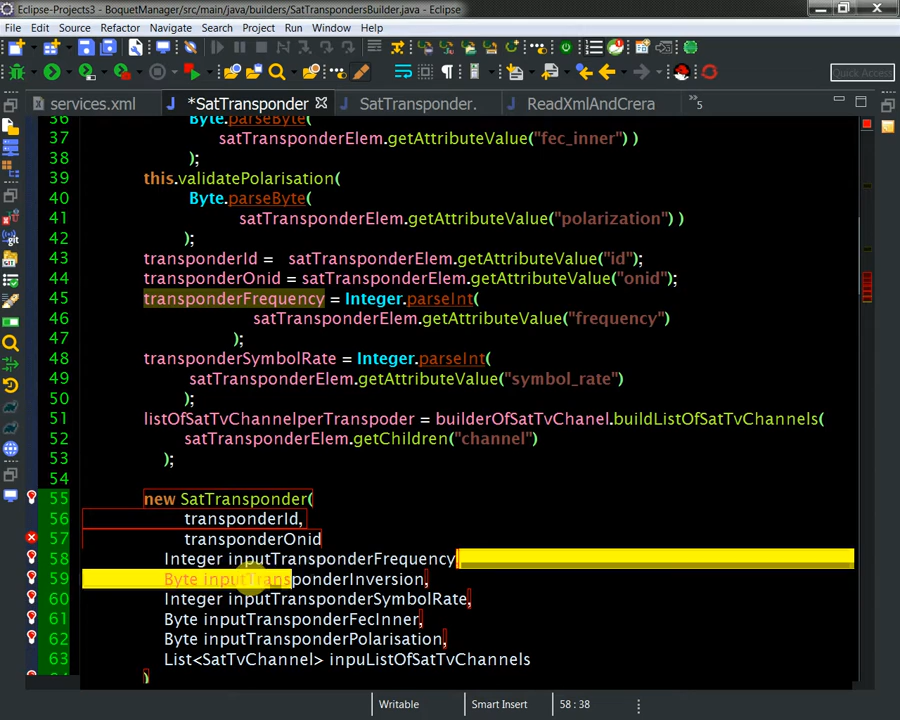 Eclipse-Projects3 - BoquetManager/src/main/java/builders/SatTranspondersBuilder.java - Eclipse
File Edit Source Refactor Navigate Search Project Run Window Help
Quick Access
services.xml *SatTransponder SatTransponder. ReadXmlAndCrera »5
36 Byte.parseByte(
37 satTransponderElem.getAttributeValue("fec_inner") )
38 );
39 this.validatePolarisation(
40 Byte.parseByte(
41 satTransponderElem.getAttributeValue("polarization") )
42 );
43 transponderId = satTransponderElem.getAttributeValue("id");
44 transponderOnid = satTransponderElem.getAttributeValue("onid");
45 transponderFrequency = Integer.parseInt(
46 satTransponderElem.getAttributeValue("frequency")
47 );
48 transponderSymbolRate = Integer.parseInt(
49 satTransponderElem.getAttributeValue("symbol_rate")
50 );
51 listOfSatTvChannelperTranspoder = builderOfSatTvChanel.buildListOfSatTvChannels(
52 satTransponderElem.getChildren("channel")
53 );
54
55 new SatTransponder(
56 transponderId,
57 transponderOnid
58 Integer inputTransponderFrequency
59 Byte inputTransponderInversion,
60 Integer inputTransponderSymbolRate,
61 Byte inputTransponderFecInner,
62 Byte inputTransponderPolarisation,
63 List<SatTvChannel> inpuListOfSatTvChannels
)
Writable Smart Insert 58 : 38